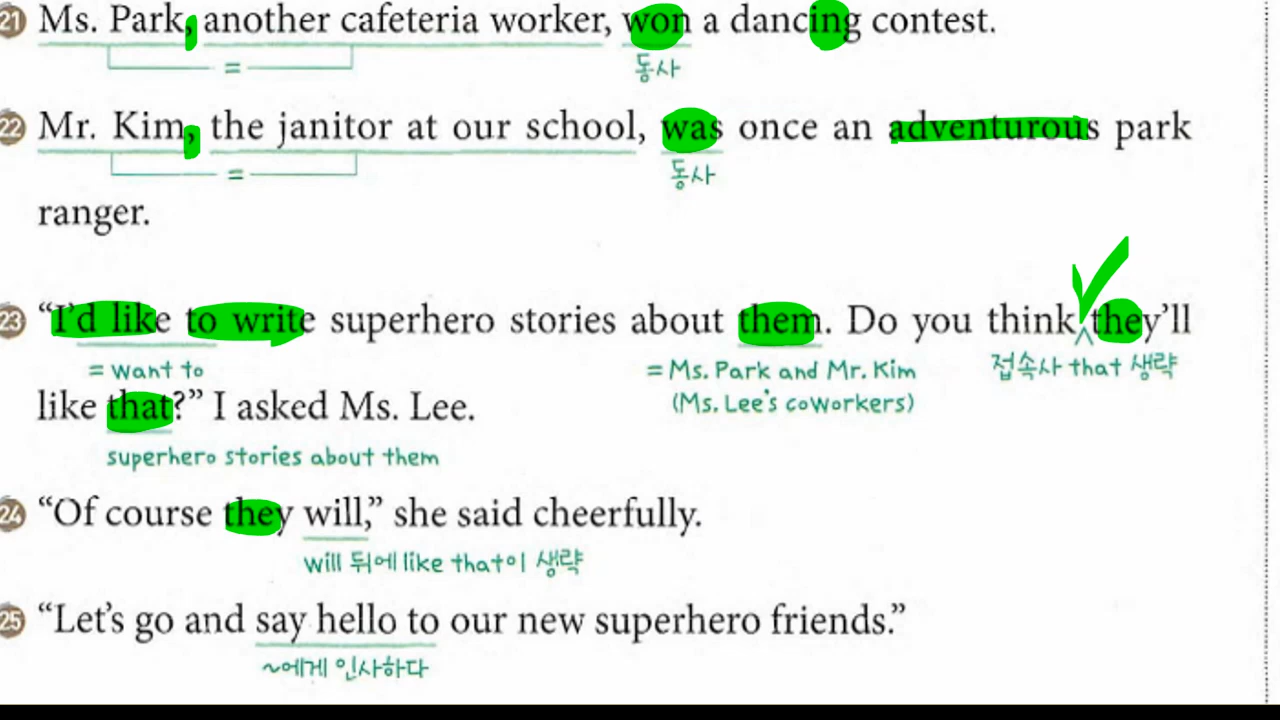 21 Ms. Park, another cafeteria worker, won a dancing contest.
=
동사
22 Mr. Kim, the janitor at our school, was once an adventurous park
=
동사
ranger.
23 “I’d like to write superhero stories about them. Do you think they’ll
= want to
= Ms. Park and Mr. Kim
(Ms. Lee's coworkers)
접속사 that 생략
like that?” I asked Ms. Lee.
superhero stories about them
24 “Of course they will,” she said cheerfully.
will 뒤에 like that이 생략
25 “Let’s go and say hello to our new superhero friends.”
~에게 인사하다